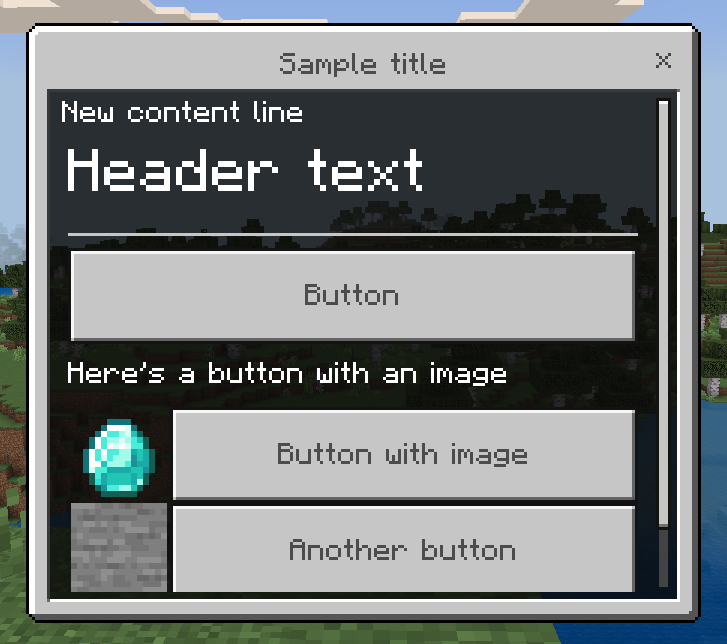 Sample title
New content line
Header text
Button
Here's a button with an image
Button with image
Another button